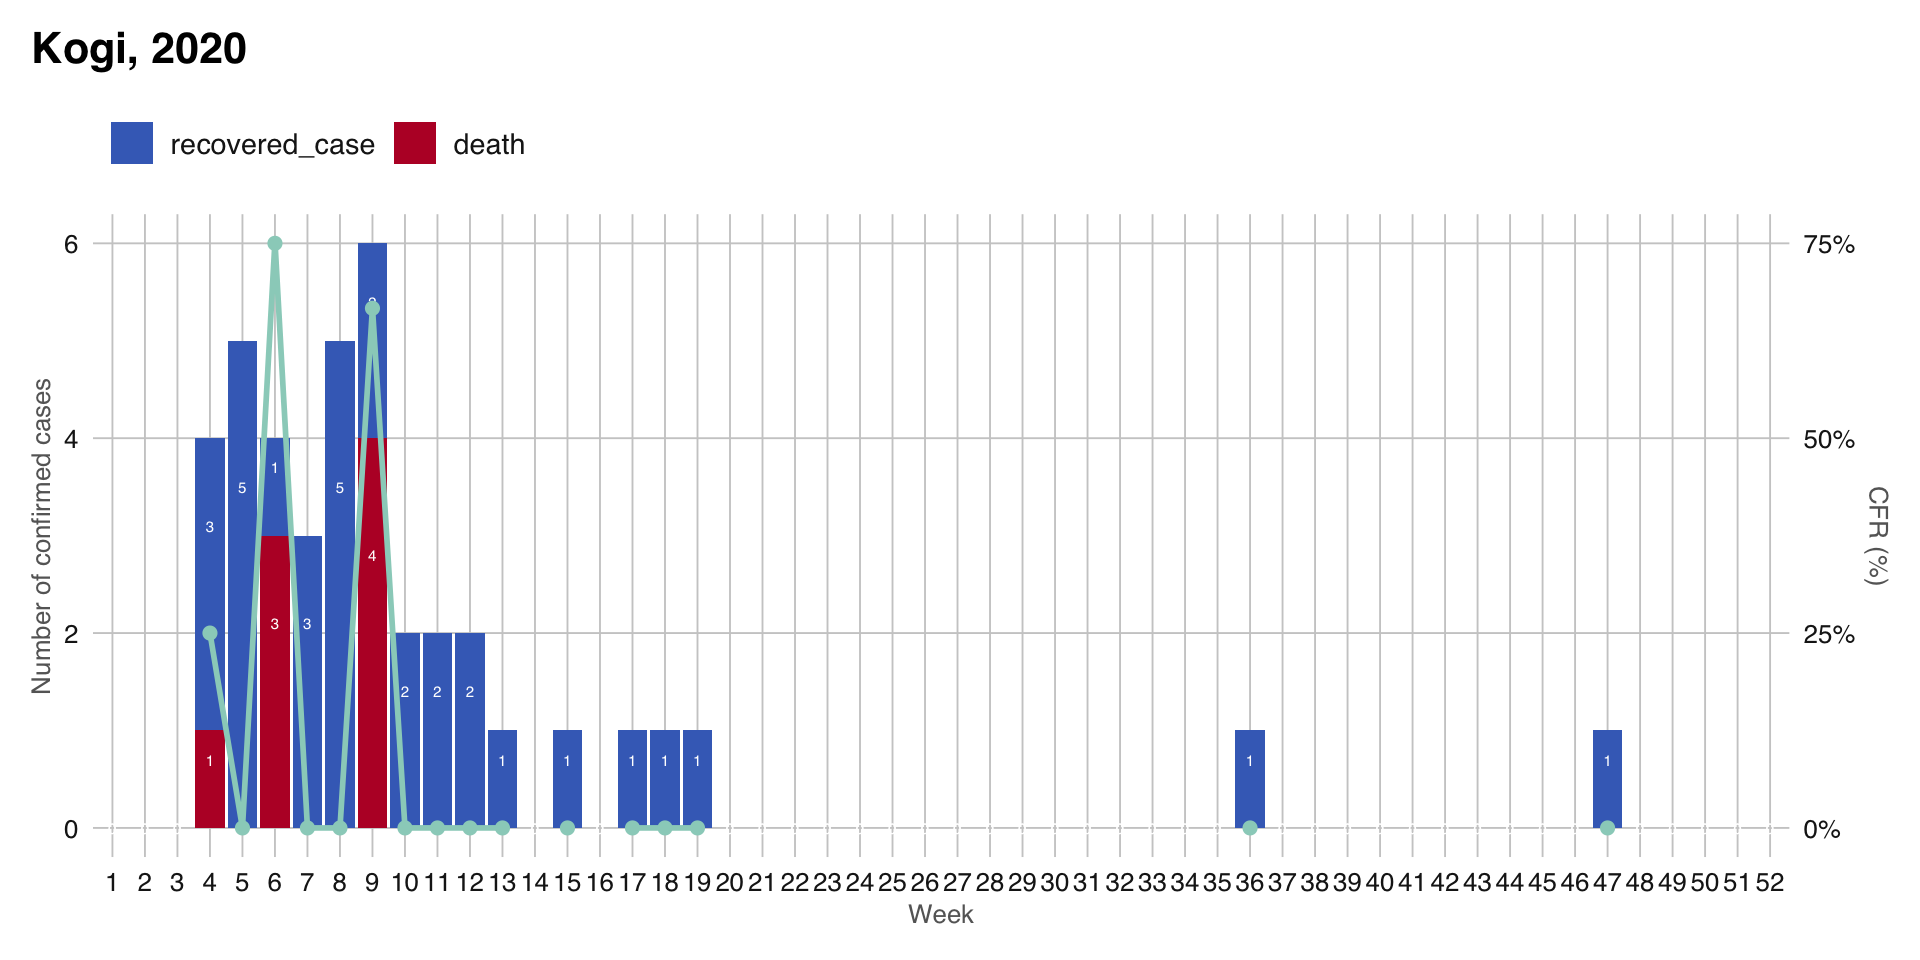 Kogi, 2020
recovered_case death
6 75%
4 50%
2 25%
0 0%
Number of confirmed cases
CFR (%)
3 1 5 1 3 3 5 4 2 2 2 1 1 1 1 1 1 1
1 2 3 4 5 6 7 8 9 10 11 12 13 14 15 16 17 18 19 20 21 22 23 24 25 26 27 28 29 30 31 32 33 34 35 36 37 38 39 40 41 42 43 44 45 46 47 48 49 50 51 52
Week